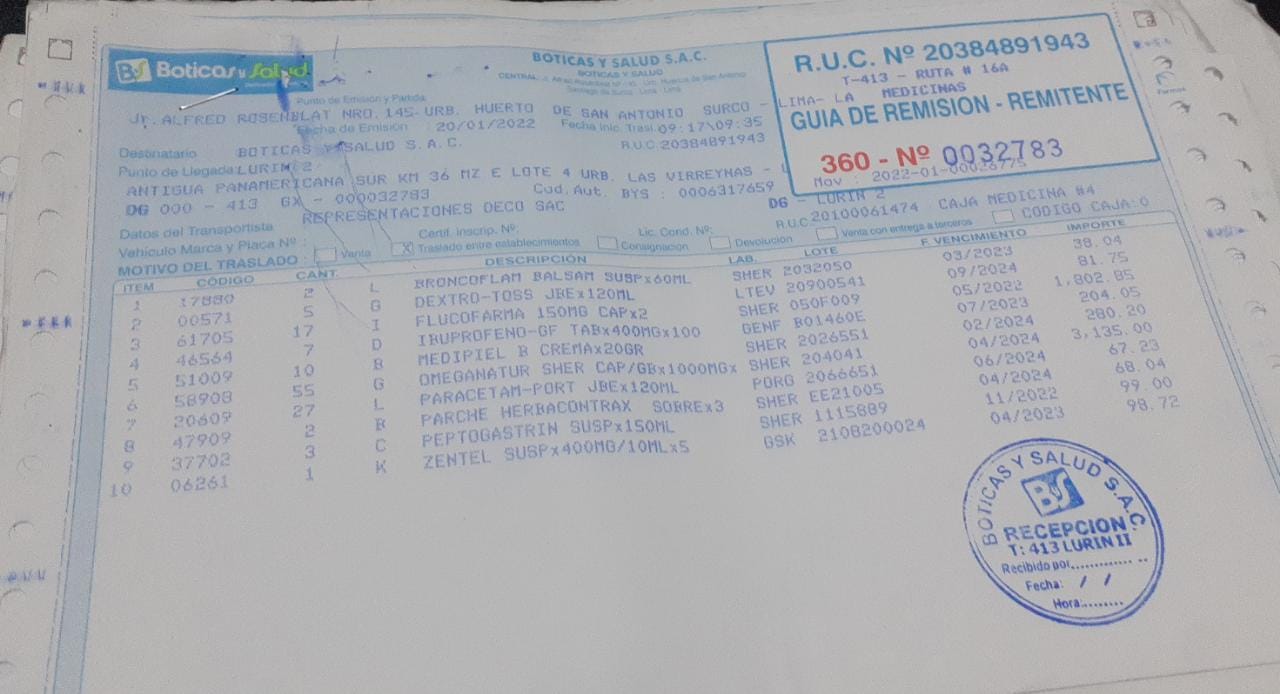 BS Boticas y Salud
BOTICAS Y SALUD S.A.C.
BOTICAS Y SALUD
Santiago de Surco - Lima - Lima
R.U.C. Nº 20384891943
T-413 - RUTA # 16A
LIMA- LA MEDICINAS
GUIA DE REMISION - REMITENTE
360 - Nº 0032783
Mov : 2022-01-00026775
Punto de Emisión y Partida
Jr. ALFRED ROSENBLAT NRO. 145-URB. HUERTO DE SAN ANTONIO SURCO -
Fecha de Emisión : 20/01/2022 Fecha Inic. Trasl. 09:17\09:35
Destinatario BOTICAS Y SALUD S.A.C. R.U.C. 20384891943
Punto de Llegada: LURIN 2
ANTIGUA PANAMERICANA SUR KM 36 MZ E LOTE 4 URB. LAS VIRREYNAS -
DG 000 - 413 GX - 000032783 Cod. Aut. BYS : 0006317659 DG - LURIN 2
Datos del Transportista REPRESENTACIONES DECO SAC R.U.C. 20100061474 CAJA MEDICINA #4
Vehículo Marca y Placa Nº : Certif. Inscrip. Nº. Lic. Cond. Nº: CODIGO CAJA:0
MOTIVO DEL TRASLADO : Venta X Traslado entre establecimientos Consignación Devolución Venta con entrega a terceros
ITEM CÓDIGO CANT. DESCRIPCIÓN LAB. LOTE F. VENCIMIENTO IMPORTE
1 17880 2 L BRONCOFLAM BALSAM SUSPx60ML SHER 2032050 03/2023 38.04
2 00571 5 G DEXTRO-TOSS JBEx120ML LTEV 20900541 09/2024 81.75
3 61705 17 I FLUCOFARMA 150MG CAPx2 SHER 050F009 05/2022 1,802.85
4 46564 7 D IBUPROFENO-GF TABx400MGx100 GENF B01460E 07/2023 204.05
5 51009 10 B MEDIPIEL B CREMAx20GR SHER 2026551 02/2024 280.20
6 58908 55 G OMEGANATUR SHER CAP/GBx1000MGx SHER 204041 04/2024 3,135.00
7 20609 27 L PARACETAM-PORT JBEx120ML PORG 2066651 06/2024 67.23
8 47909 2 B PARCHE HERBACONTRAX SOBREx3 SHER EE21005 04/2024 68.04
9 37702 3 C PEPTOGASTRIN SUSPx150ML SHER 1115889 11/2022 99.00
10 06261 1 K ZENTEL SUSPx400MG/10MLx5 GSK 2108200024 04/2023 98.72
BOTICAS Y SALUD S.A.C.
BS
RECEPCION
T: 413 LURIN II
Recibido por..............
Fecha: / /
Hora:.........